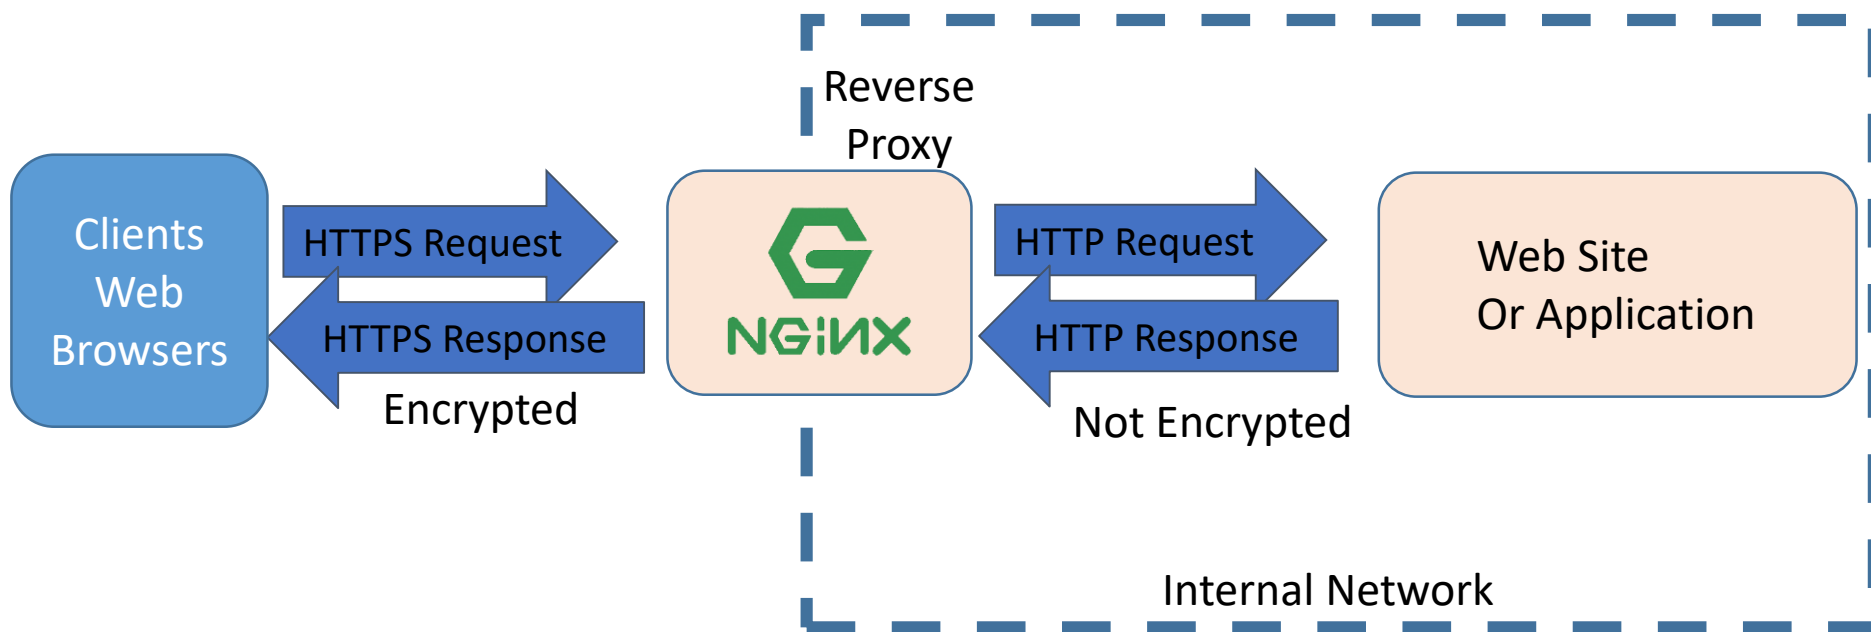 Reverse
Proxy
Clients
Web
Browsers
HTTPS Request
HTTPS Response
Encrypted
NGINX
HTTP Request
HTTP Response
Not Encrypted
Web Site
Or Application
Internal Network